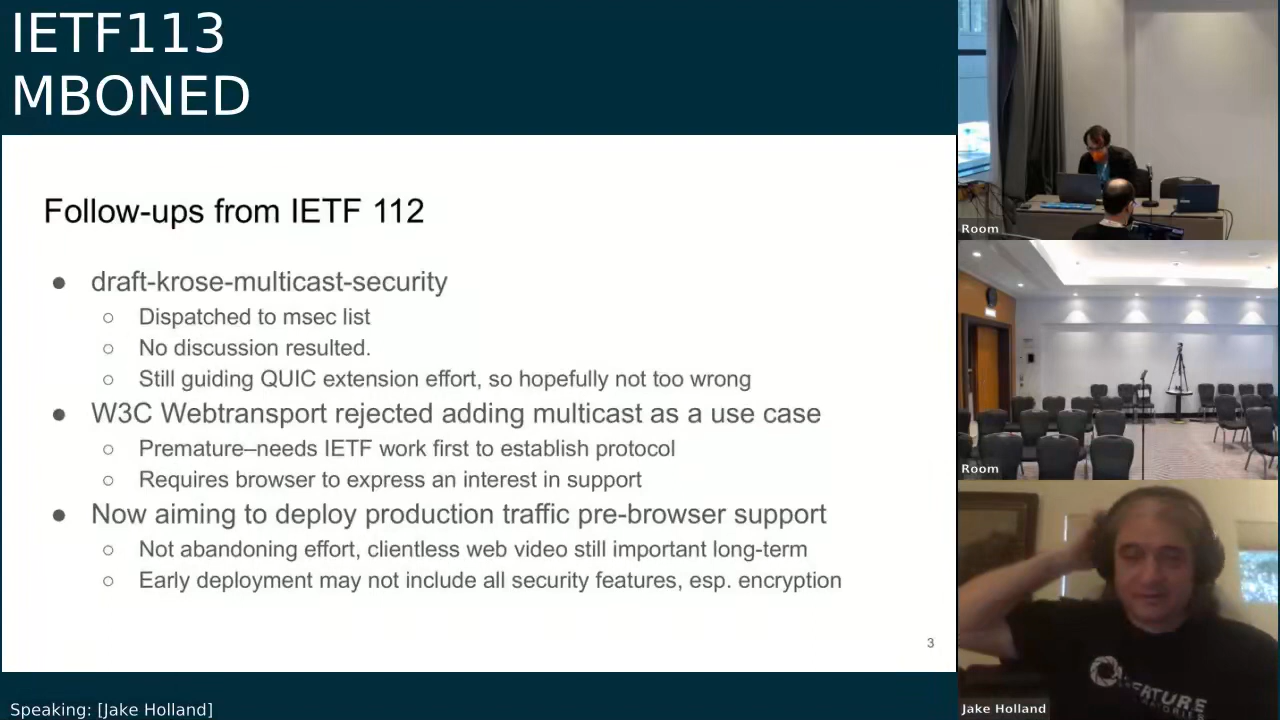 IETF113
MBONED
Follow-ups from IETF 112
● draft-krose-multicast-security
○ Dispatched to msec list
○ No discussion resulted.
○ Still guiding QUIC extension effort, so hopefully not too wrong
● W3C Webtransport rejected adding multicast as a use case
○ Premature–needs IETF work first to establish protocol
○ Requires browser to express an interest in support
● Now aiming to deploy production traffic pre-browser support
○ Not abandoning effort, clientless web video still important long-term
○ Early deployment may not include all security features, esp. encryption
3
Speaking: [Jake Holland]
Room
Room
Jake Holland